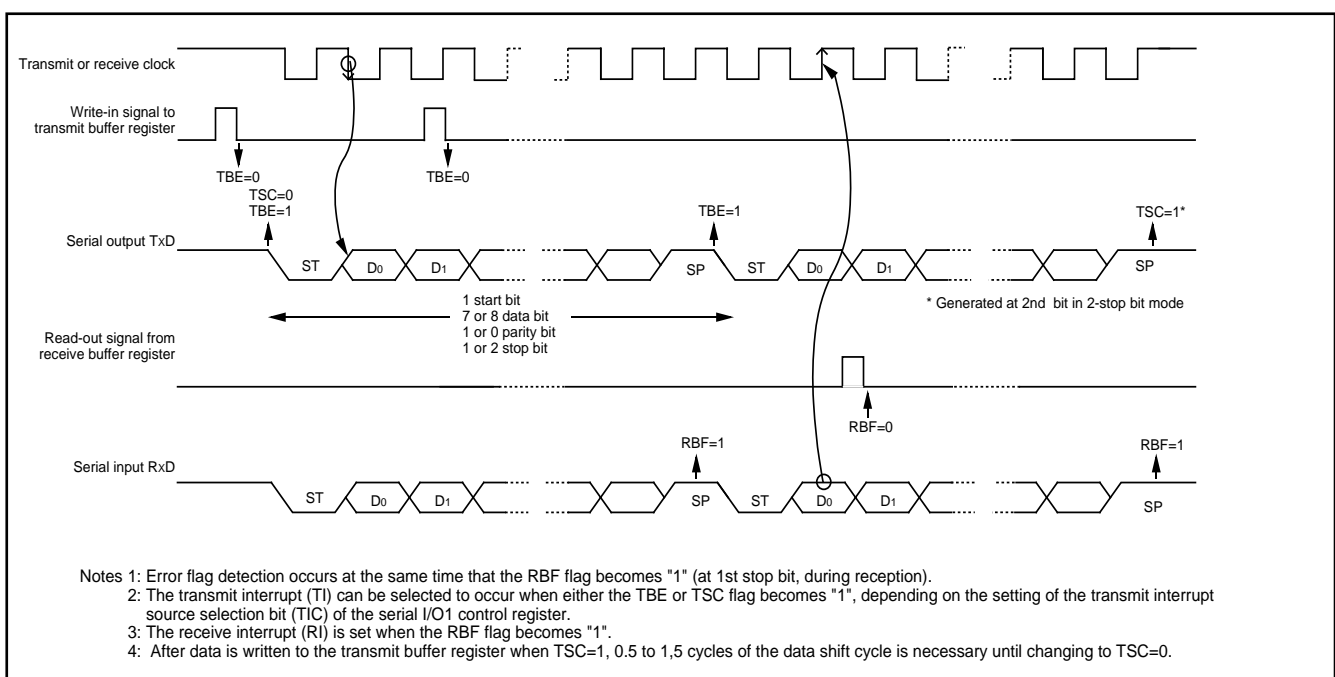 Transmit or receive clock
Write-in signal to
transmit buffer register
TBE=0
TSC=0
TBE=1
TBE=0
TBE=1
TSC=1*
Serial output TxD
ST
D0
D1
SP
ST
D0
D1
SP
1 start bit
7 or 8 data bit
1 or 0 parity bit
1 or 2 stop bit
* Generated at 2nd bit in 2-stop bit mode
Read-out signal from
receive buffer register
RBF=0
RBF=1
RBF=1
Serial input RxD
ST
D0
D1
SP
ST
D0
D1
SP
Notes 1: Error flag detection occurs at the same time that the RBF flag becomes "1" (at 1st stop bit, during reception).
2: The transmit interrupt (TI) can be selected to occur when either the TBE or TSC flag becomes "1", depending on the setting of the transmit interrupt
source selection bit (TIC) of the serial I/O1 control register.
3: The receive interrupt (RI) is set when the RBF flag becomes "1".
4: After data is written to the transmit buffer register when TSC=1, 0.5 to 1,5 cycles of the data shift cycle is necessary until changing to TSC=0.